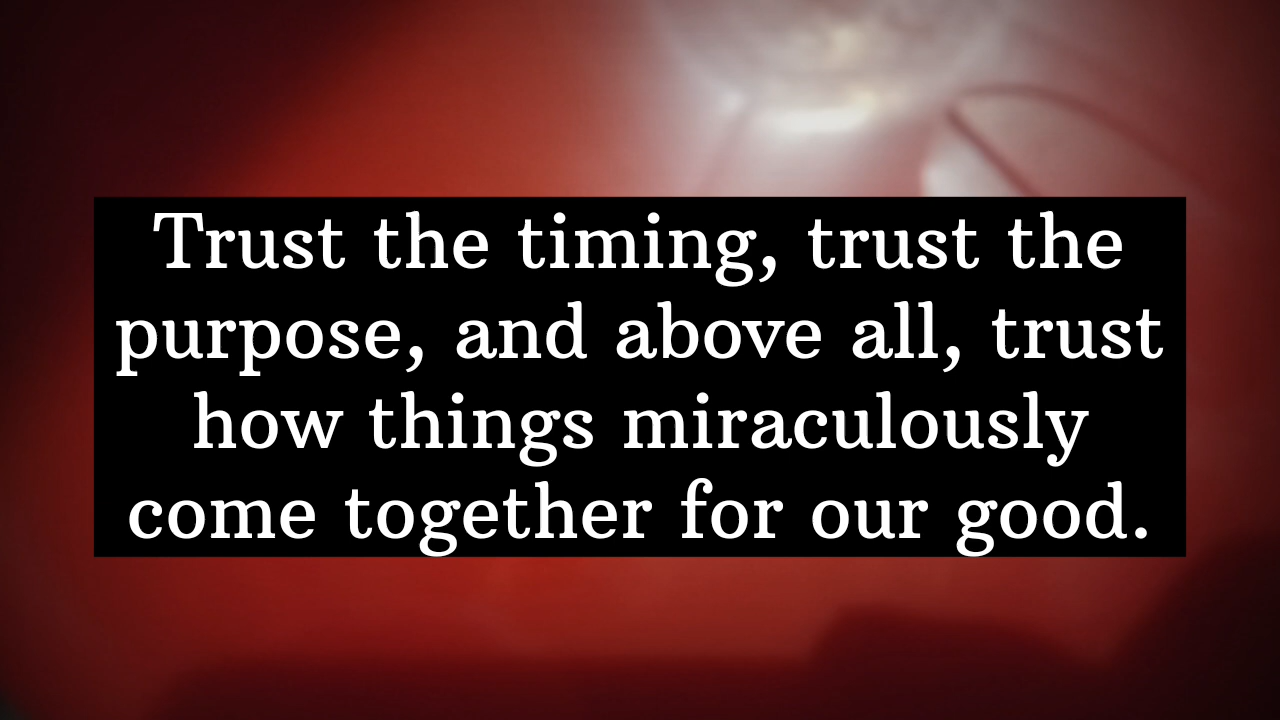 Trust the timing, trust the
purpose, and above all, trust
how things miraculously
come together for our good.